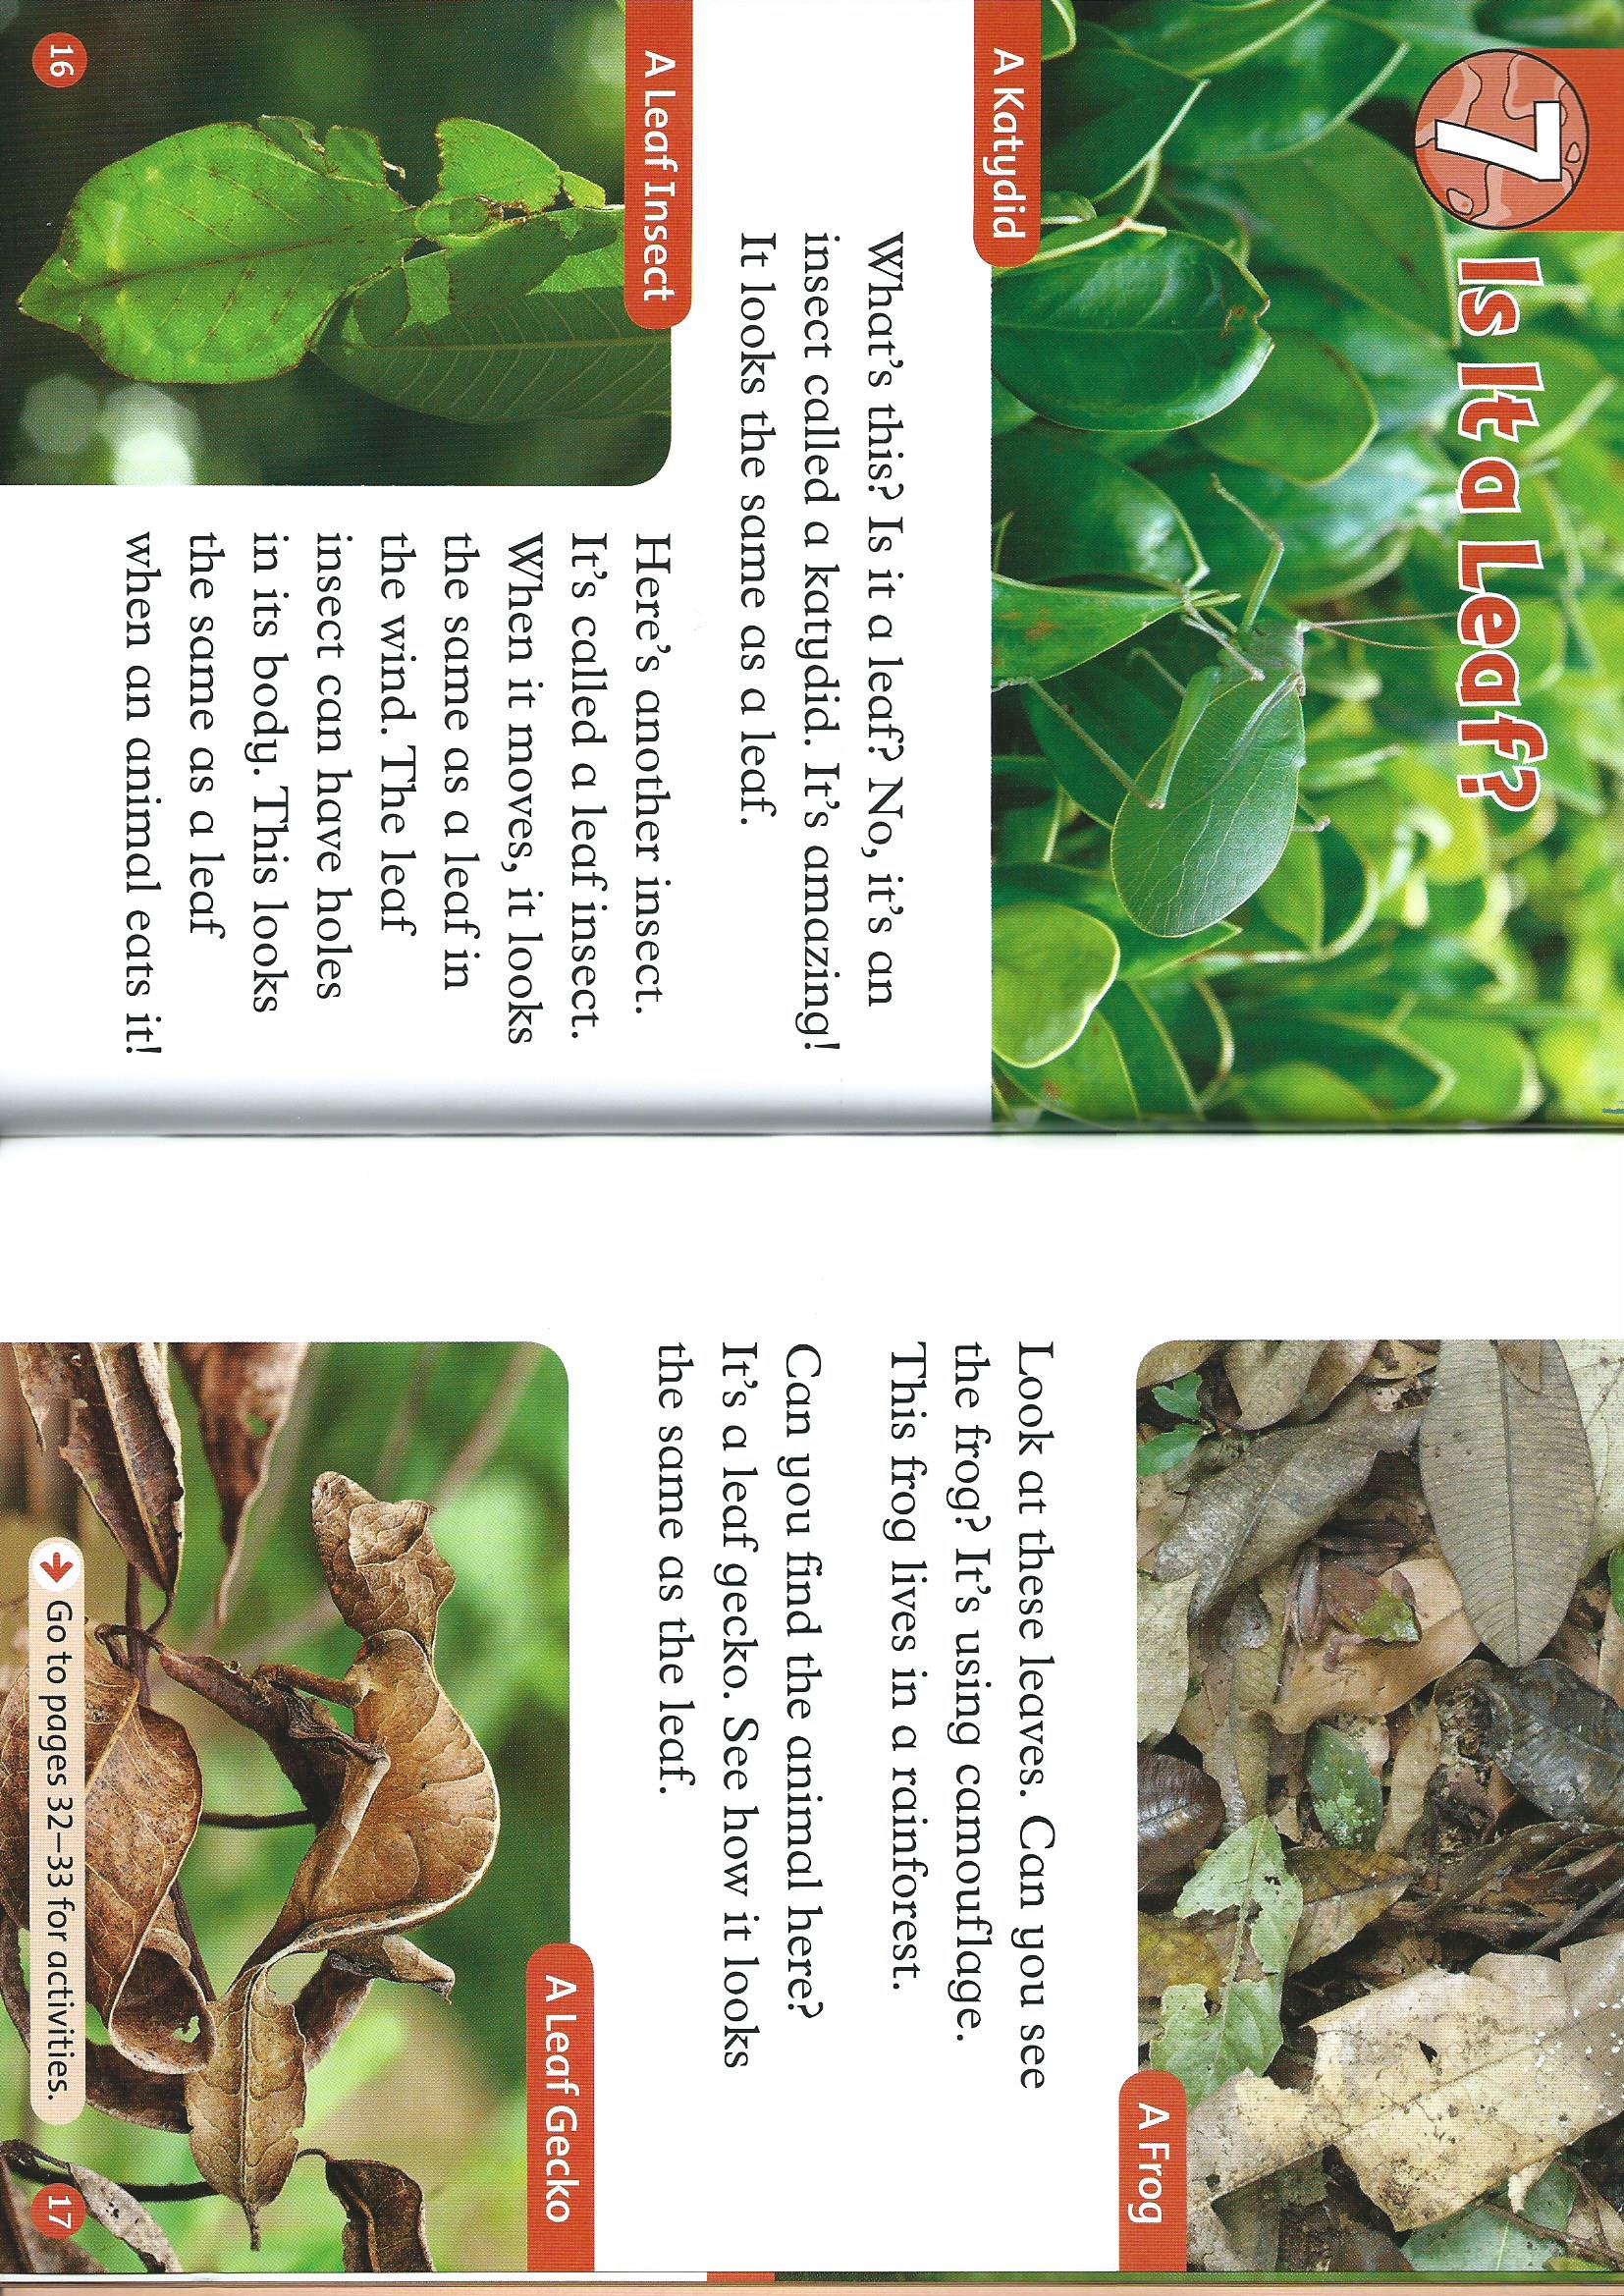 7
Is It a Leaf?
A Katydid
What's this? Is it a leaf? No, it's an
insect called a katydid. It's amazing!
It looks the same as a leaf.
A Leaf Insect
Here's another insect.
It's called a leaf insect.
When it moves, it looks
the same as a leaf in
the wind. The leaf
insect can have holes
in its body. This looks
the same as a leaf
when an animal eats it!
16
A Frog
Look at these leaves. Can you see
the frog? It's using camouflage.
This frog lives in a rainforest.
Can you find the animal here?
It's a leaf gecko. See how it looks
the same as the leaf.
A Leaf Gecko
Go to pages 32–33 for activities.
17